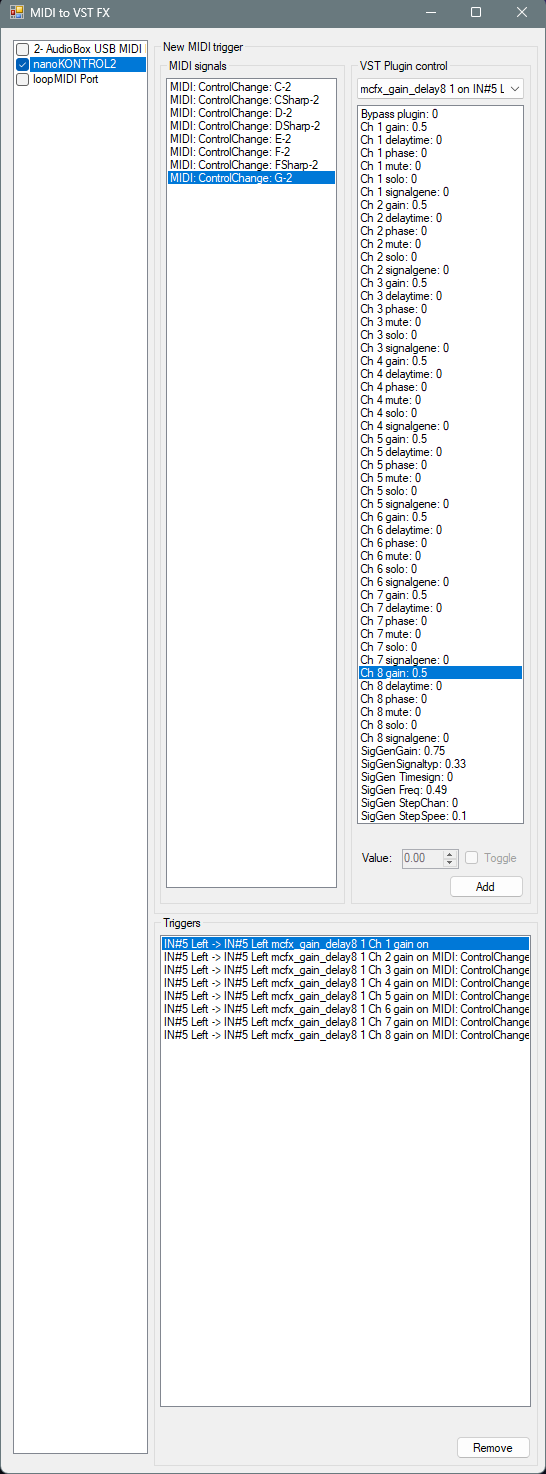 MIDI to VST FX
2- AudioBox USB MIDI
nanoKONTROL2
loopMIDI Port
New MIDI trigger
MIDI signals
MIDI: ControlChange: C-2
MIDI: ControlChange: CSharp-2
MIDI: ControlChange: D-2
MIDI: ControlChange: DSharp-2
MIDI: ControlChange: E-2
MIDI: ControlChange: F-2
MIDI: ControlChange: FSharp-2
MIDI: ControlChange: G-2
VST Plugin control
mcfx_gain_delay8 1 on IN#5 L
Bypass plugin: 0
Ch 1 gain: 0.5
Ch 1 delaytime: 0
Ch 1 phase: 0
Ch 1 mute: 0
Ch 1 solo: 0
Ch 1 signalgene: 0
Ch 2 gain: 0.5
Ch 2 delaytime: 0
Ch 2 phase: 0
Ch 2 mute: 0
Ch 2 solo: 0
Ch 2 signalgene: 0
Ch 3 gain: 0.5
Ch 3 delaytime: 0
Ch 3 phase: 0
Ch 3 mute: 0
Ch 3 solo: 0
Ch 3 signalgene: 0
Ch 4 gain: 0.5
Ch 4 delaytime: 0
Ch 4 phase: 0
Ch 4 mute: 0
Ch 4 solo: 0
Ch 4 signalgene: 0
Ch 5 gain: 0.5
Ch 5 delaytime: 0
Ch 5 phase: 0
Ch 5 mute: 0
Ch 5 solo: 0
Ch 5 signalgene: 0
Ch 6 gain: 0.5
Ch 6 delaytime: 0
Ch 6 phase: 0
Ch 6 mute: 0
Ch 6 solo: 0
Ch 6 signalgene: 0
Ch 7 gain: 0.5
Ch 7 delaytime: 0
Ch 7 phase: 0
Ch 7 mute: 0
Ch 7 solo: 0
Ch 7 signalgene: 0
Ch 8 gain: 0.5
Ch 8 delaytime: 0
Ch 8 phase: 0
Ch 8 mute: 0
Ch 8 solo: 0
Ch 8 signalgene: 0
SigGenGain: 0.75
SigGenSignaltyp: 0.33
SigGen Timesign: 0
SigGen Freq: 0.49
SigGen StepChan: 0
SigGen StepSpee: 0.1
Value: 0.00 Toggle
Add
Triggers
IN#5 Left -> IN#5 Left mcfx_gain_delay8 1 Ch 1 gain on
IN#5 Left -> IN#5 Left mcfx_gain_delay8 1 Ch 2 gain on MIDI: ControlChange
IN#5 Left -> IN#5 Left mcfx_gain_delay8 1 Ch 3 gain on MIDI: ControlChange
IN#5 Left -> IN#5 Left mcfx_gain_delay8 1 Ch 4 gain on MIDI: ControlChange
IN#5 Left -> IN#5 Left mcfx_gain_delay8 1 Ch 5 gain on MIDI: ControlChange
IN#5 Left -> IN#5 Left mcfx_gain_delay8 1 Ch 6 gain on MIDI: ControlChange
IN#5 Left -> IN#5 Left mcfx_gain_delay8 1 Ch 7 gain on MIDI: ControlChange
IN#5 Left -> IN#5 Left mcfx_gain_delay8 1 Ch 8 gain on MIDI: ControlChange
Remove